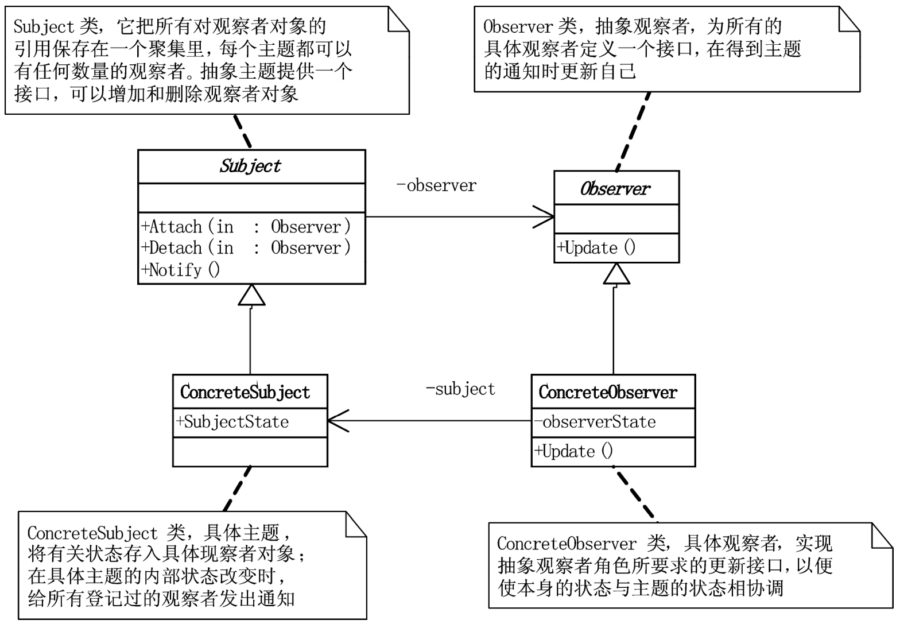 Subject 类，它把所有对观察者对象的
引用保存在一个聚集里，每个主题都可以
有任何数量的观察者。抽象主题提供一个
接口，可以增加和删除观察者对象
Observer 类，抽象观察者，为所有的
具体观察者定义一个接口，在得到主题
的通知时更新自己
Subject
+Attach(in : Observer)
+Detach(in : Observer)
+Notify()
-observer
Observer
+Update()
ConcreteSubject
+SubjectState
-subject
ConcreteObserver
-observerState
+Update()
ConcreteSubject 类，具体主题，
将有关状态存入具体现察者对象；
在具体主题的内部状态改变时，
给所有登记过的观察者发出通知
ConcreteObserver 类，具体观察者，实现
抽象观察者角色所要求的更新接口，以便
使本身的状态与主题的状态相协调